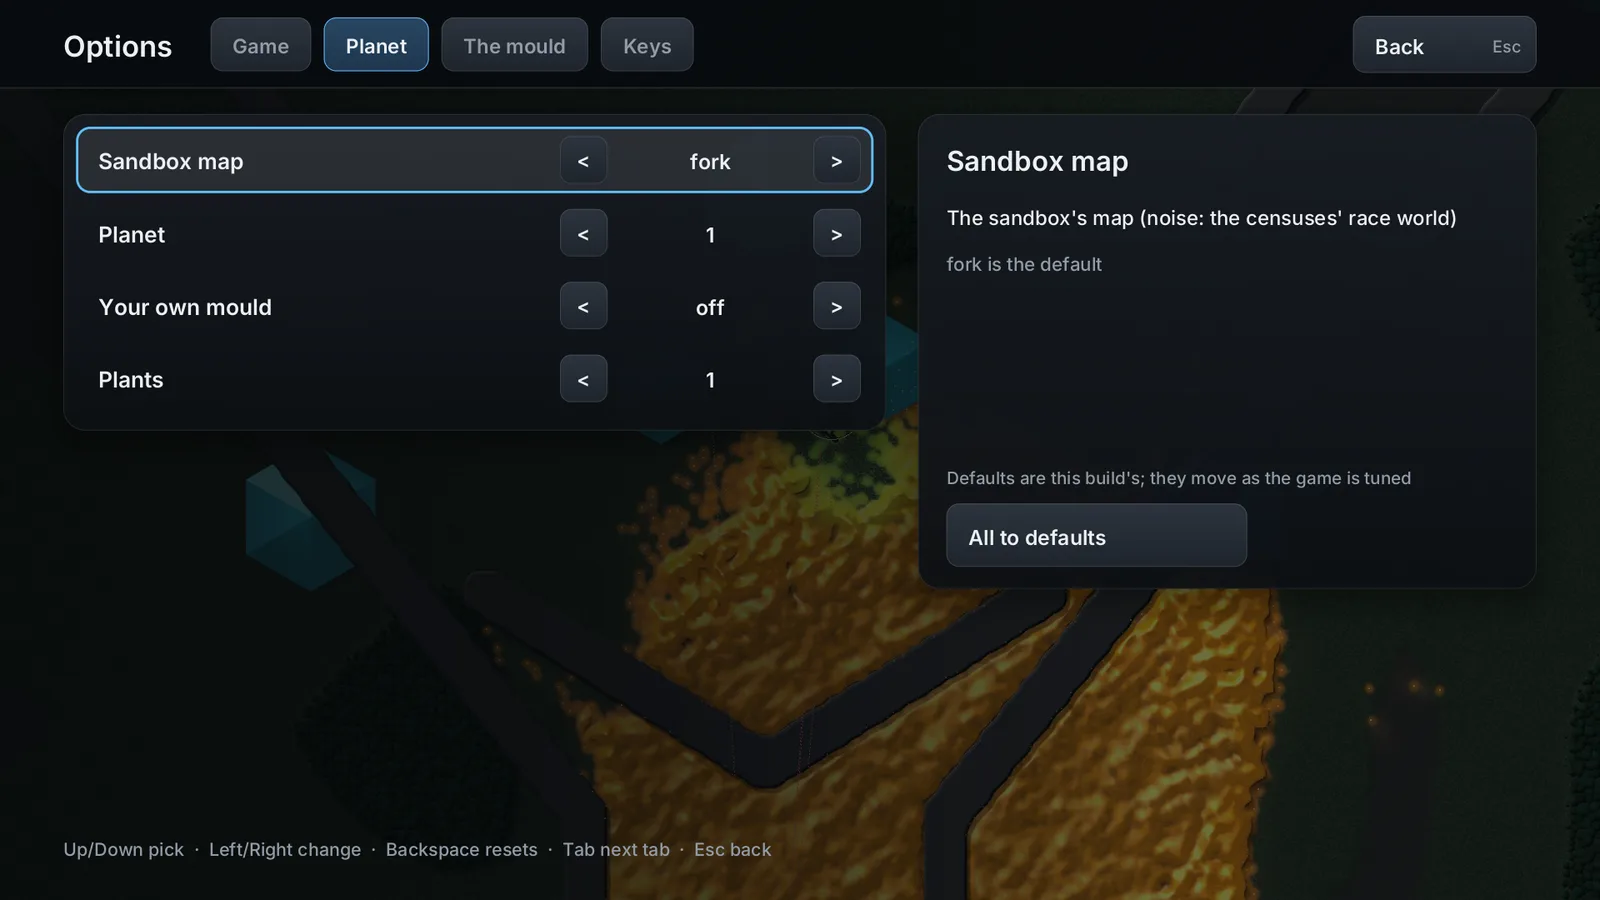 Options
Game
Planet
The mould
Keys
Back
Esc
Sandbox map
<
fork
>
Planet
<
1
>
Your own mould
<
off
>
Plants
<
1
>
Sandbox map
The sandbox's map (noise: the censuses' race world)
fork is the default
Defaults are this build's; they move as the game is tuned
All to defaults
Up/Down pick · Left/Right change · Backspace resets · Tab next tab · Esc back